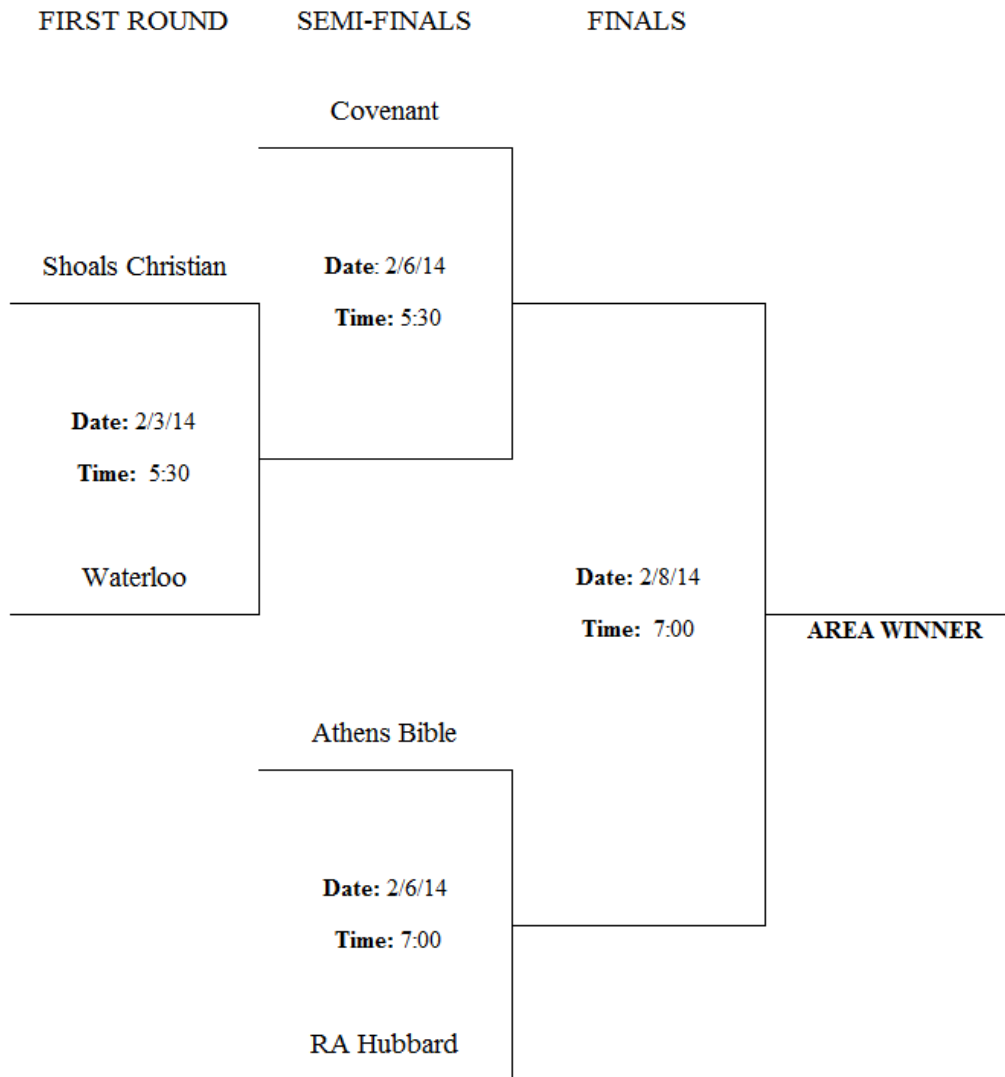 FIRST ROUND SEMI-FINALS FINALS
Covenant
Shoals Christian
Date: 2/6/14
Time: 5:30
Date: 2/3/14
Time: 5:30
Waterloo
Date: 2/8/14
Time: 7:00
AREA WINNER
Athens Bible
Date: 2/6/14
Time: 7:00
RA Hubbard